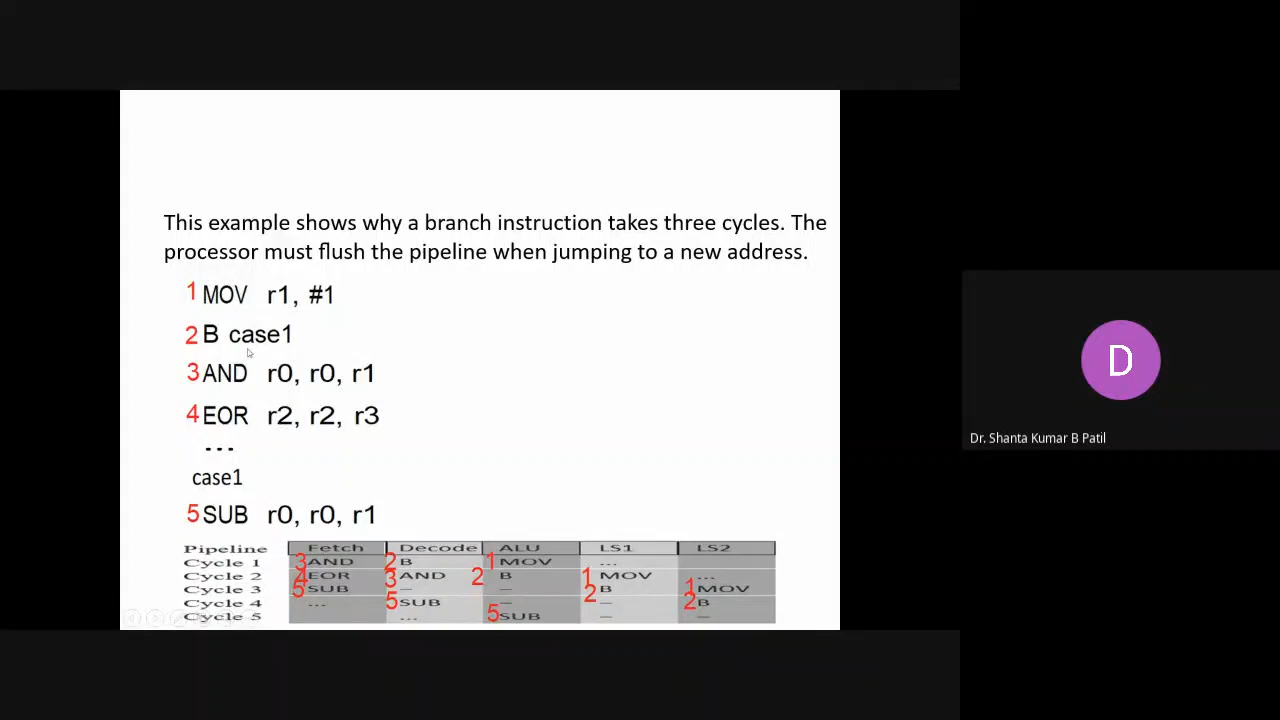 This example shows why a branch instruction takes three cycles. The
processor must flush the pipeline when jumping to a new address.
1 MOV r1, #1
2 B case1
3 AND r0, r0, r1
4 EOR r2, r2, r3
...
case1
5 SUB r0, r0, r1
Pipeline Fetch Decode ALU LS1 LS2
Cycle 1 3 AND 2 B 1 MOV ...
Cycle 2 4 EOR 3 AND 2 B 1 MOV ...
Cycle 3 5 SUB – – 2 B 1 MOV
Cycle 4 ... 5 SUB – – 2 B
Cycle 5 ... 5 SUB – –
D
Dr. Shanta Kumar B Patil